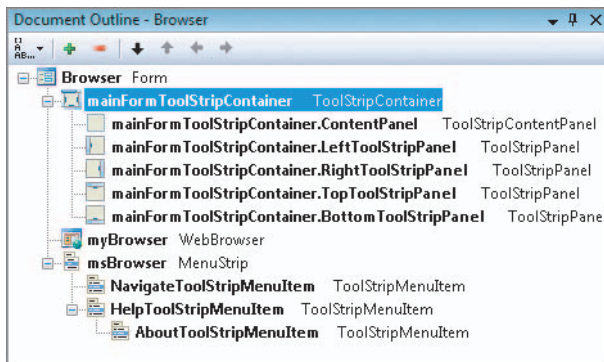 Document Outline - Browser
Browser Form
mainFormToolStripContainer ToolStripContainer
mainFormToolStripContainer.ContentPanel ToolStripContentPanel
mainFormToolStripContainer.LeftToolStripPanel ToolStripPanel
mainFormToolStripContainer.RightToolStripPanel ToolStripPanel
mainFormToolStripContainer.TopToolStripPanel ToolStripPanel
mainFormToolStripContainer.BottomToolStripPanel ToolStripPane
myBrowser WebBrowser
msBrowser MenuStrip
NavigateToolStripMenuItem ToolStripMenuItem
HelpToolStripMenuItem ToolStripMenuItem
AboutToolStripMenuItem ToolStripMenuItem